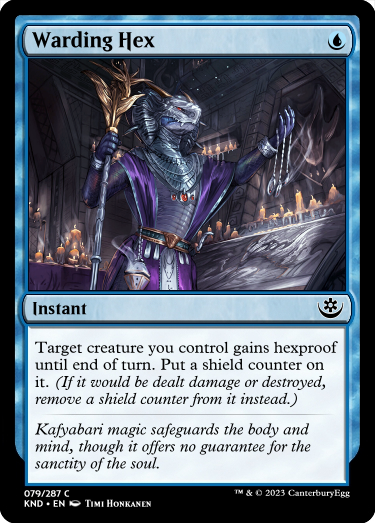 Warding Hex
Instant
Target creature you control gains hexproof
until end of turn. Put a shield counter on
it. (If it would be dealt damage or destroyed,
remove a shield counter from it instead.)
Kafyabari magic safeguards the body and
mind, though it offers no guarantee for the
sanctity of the soul.
079/287 C
™ & © 2023 CanterburyEgg
KND • EN Timi Honkanen